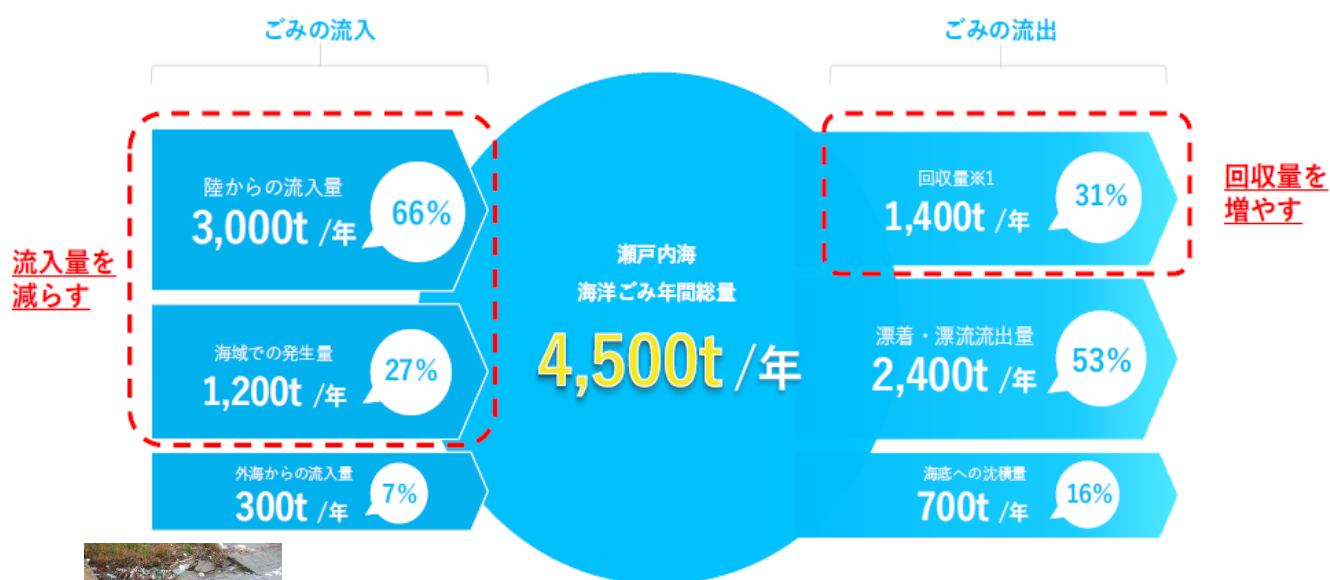 ごみの流入
陸からの流入量
3,000t /年
66%
海域での発生量
1,200t /年
27%
外海からの流入量
300t /年
7%
流入量を
減らす
瀬戸内海
海洋ごみ年間総量
4,500t /年
ごみの流出
回収量※1
1,400t /年
31%
漂着・漂流流出量
2,400t /年
53%
海底への沈積量
700t /年
16%
回収量を
増やす